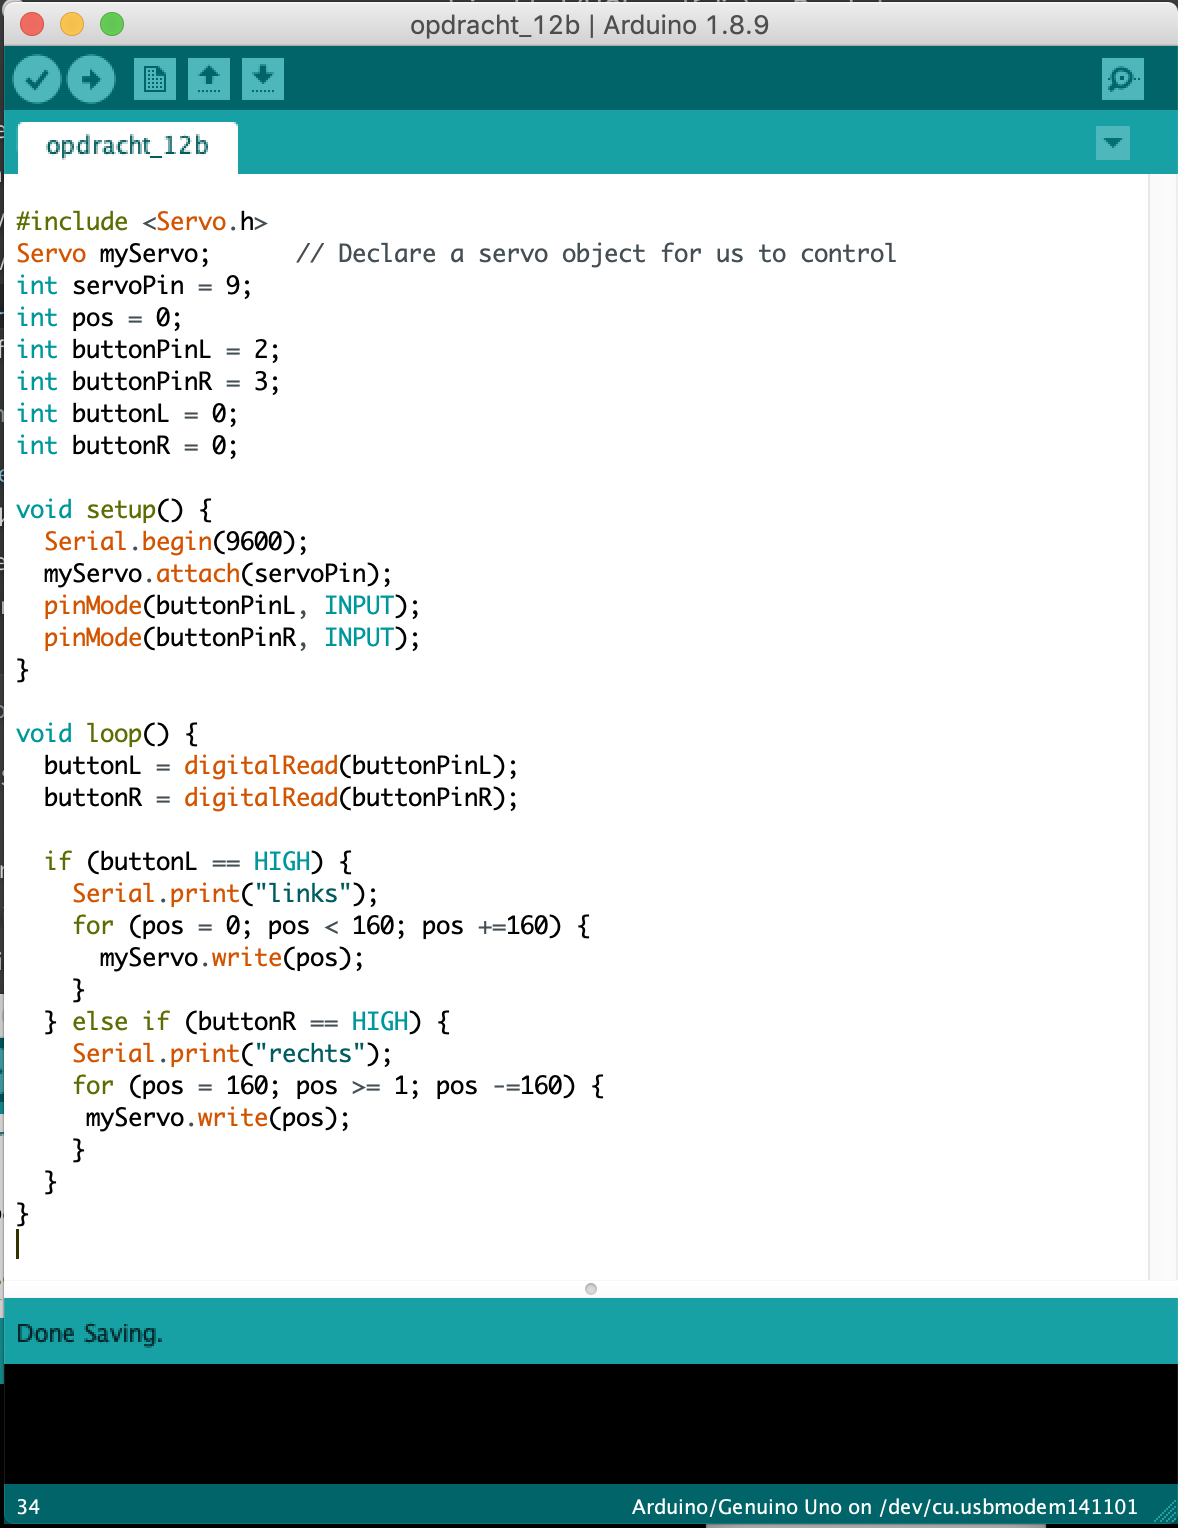 opdracht_12b | Arduino 1.8.9
opdracht_12b
#include <Servo.h>
Servo myServo;      // Declare a servo object for us to control
int servoPin = 9;
int pos = 0;
int buttonPinL = 2;
int buttonPinR = 3;
int buttonL = 0;
int buttonR = 0;

void setup() {
  Serial.begin(9600);
  myServo.attach(servoPin);
  pinMode(buttonPinL, INPUT);
  pinMode(buttonPinR, INPUT);
}

void loop() {
  buttonL = digitalRead(buttonPinL);
  buttonR = digitalRead(buttonPinR);

  if (buttonL == HIGH) {
    Serial.print("links");
    for (pos = 0; pos < 160; pos +=160) {
      myServo.write(pos);
    }
  } else if (buttonR == HIGH) {
    Serial.print("rechts");
    for (pos = 160; pos >= 1; pos -=160) {
     myServo.write(pos);
    }
  }
}
Done Saving.
34
Arduino/Genuino Uno on /dev/cu.usbmodem141101